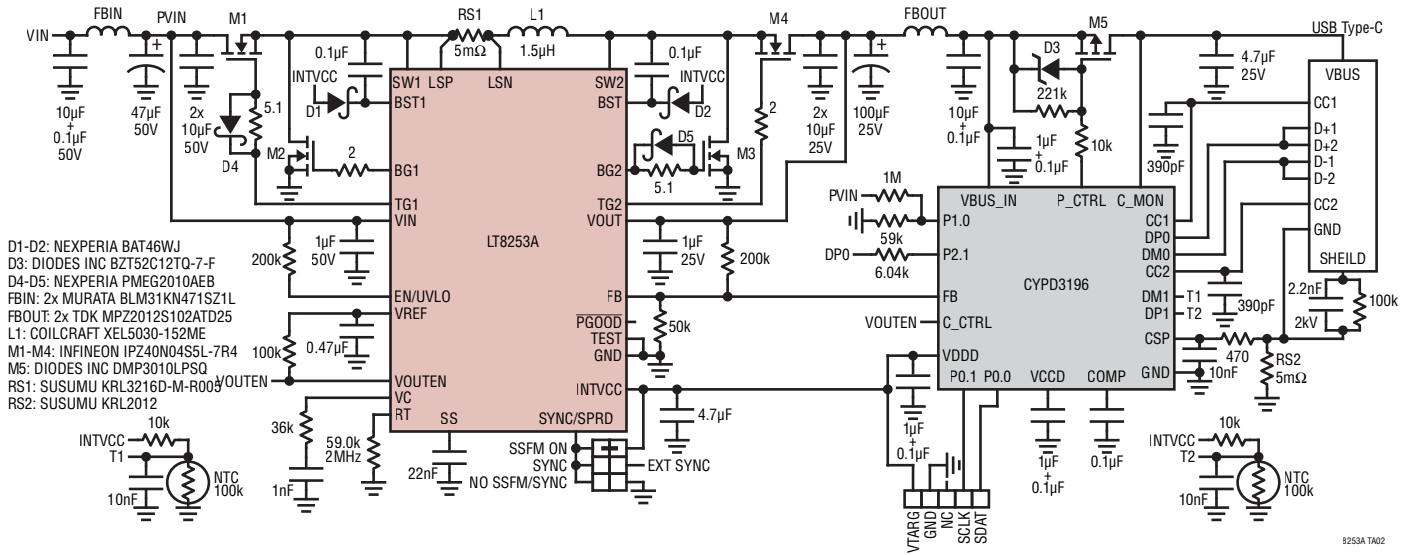 FBIN
PVIN
M1
RS1
L1
M4
FBOUT
M5
VIN
5mΩ
1.5µH
D3
USB Type-C
0.1µF
0.1µF
INTVCC
INTVCC
SW1
LSP
LSN
SW2
BST1
BST
D1
D2
4.7µF
25V
VBUS
10µF
+
0.1µF
50V
47µF
50V
2x
10µF
50V
5.1
D4
M2
2
BG1
BG2
D5
5.1
M3
2
2x
10µF
25V
100µF
25V
10µF
+
0.1µF
221k
1µF
+
0.1µF
10k
390pF
CC1
D+1
D+2
D-1
D-2
CC2
GND
SHEILD
TG1
TG2
VIN
VOUT
LT8253A
1µF
50V
1µF
25V
200k
200k
PVIN
1M
59k
DP0
6.04k
VBUS_IN
P_CTRL
C_MON
P1.0
P2.1
CC1
DP0
DM0
CC2
CYPD3196
D1-D2: NEXPERIA BAT46WJ
D3: DIODES INC BZT52C12TQ-7-F
D4-D5: NEXPERIA PMEG2010AEB
FBIN: 2x MURATA BLM31KN471SZ1L
FBOUT: 2x TDK MPZ2012S102ATD25
L1: COILCRAFT XEL5030-152ME
M1-M4: INFINEON IPZ40N04S5L-7R4
M5: DIODES INC DMP3010LPSQ
RS1: SUSUMU KRL3216D-M-R005
RS2: SUSUMU KRL2012
EN/UVLO
FB
FB
DM1
T1
DP1
T2
390pF
2.2nF
2kV
100k
VREF
0.47µF
100k
PGOOD
TEST
GND
50k
VOUTEN
C_CTRL
CSP
470
RS2
5mΩ
10nF
VOUTEN
VOUTEN
INTVCC
VDDD
P0.1
P0.0
VCCD
COMP
GND
VC
RT
SS
SYNC/SPRD
4.7µF
1µF
+
0.1µF
1µF
+
0.1µF
0.1µF
36k
1nF
59.0k
2MHz
22nF
SSFM ON
SYNC
EXT SYNC
NO SSFM/SYNC
VTARG
GND
NC
SCLK
SDAT
INTVCC
10k
T1
10nF
NTC
100k
INTVCC
10k
T2
10nF
NTC
100k
8253A TA02